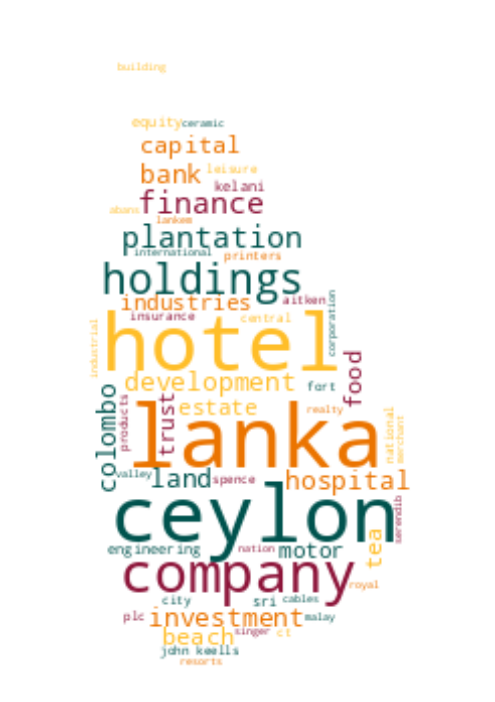 building
equity ceramic
capital
bank leisure
kelani
finance
abans
lankem
plantation
international
printers
holdings
industries aitken
insurance central
corporation
industrial
hotel
development fort
food
colombo
products
trust
estate realty
national
merchant
lanka
valley land spence hospital
serendib
ceylon
engineering nation motor
tea
company
royal
city sri cables
plc investment malay
beach singer ct
john keells
resorts